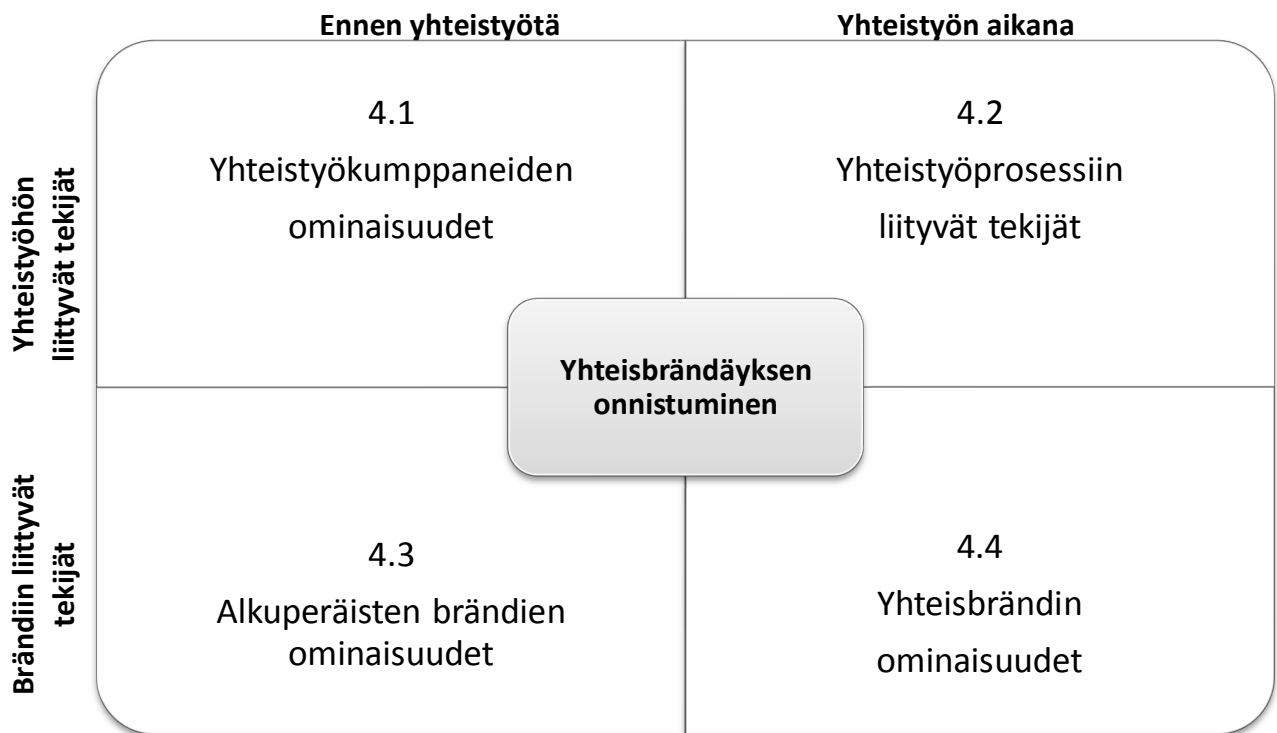 Ennen yhteistyötä
Yhteistyön aikana
Yhteistyöhön
liittyvät tekijät
4.1
Yhteistyökumppaneiden
ominaisuudet
4.2
Yhteistyöprosessiin
liityvät tekijät
Yhteisbrändäyksen
onnistuminen
Brändiin liittyvät
tekijät
4.3
Alkuperäisten brändien
ominaisuudet
4.4
Yhteisbrändin
ominaisuudet